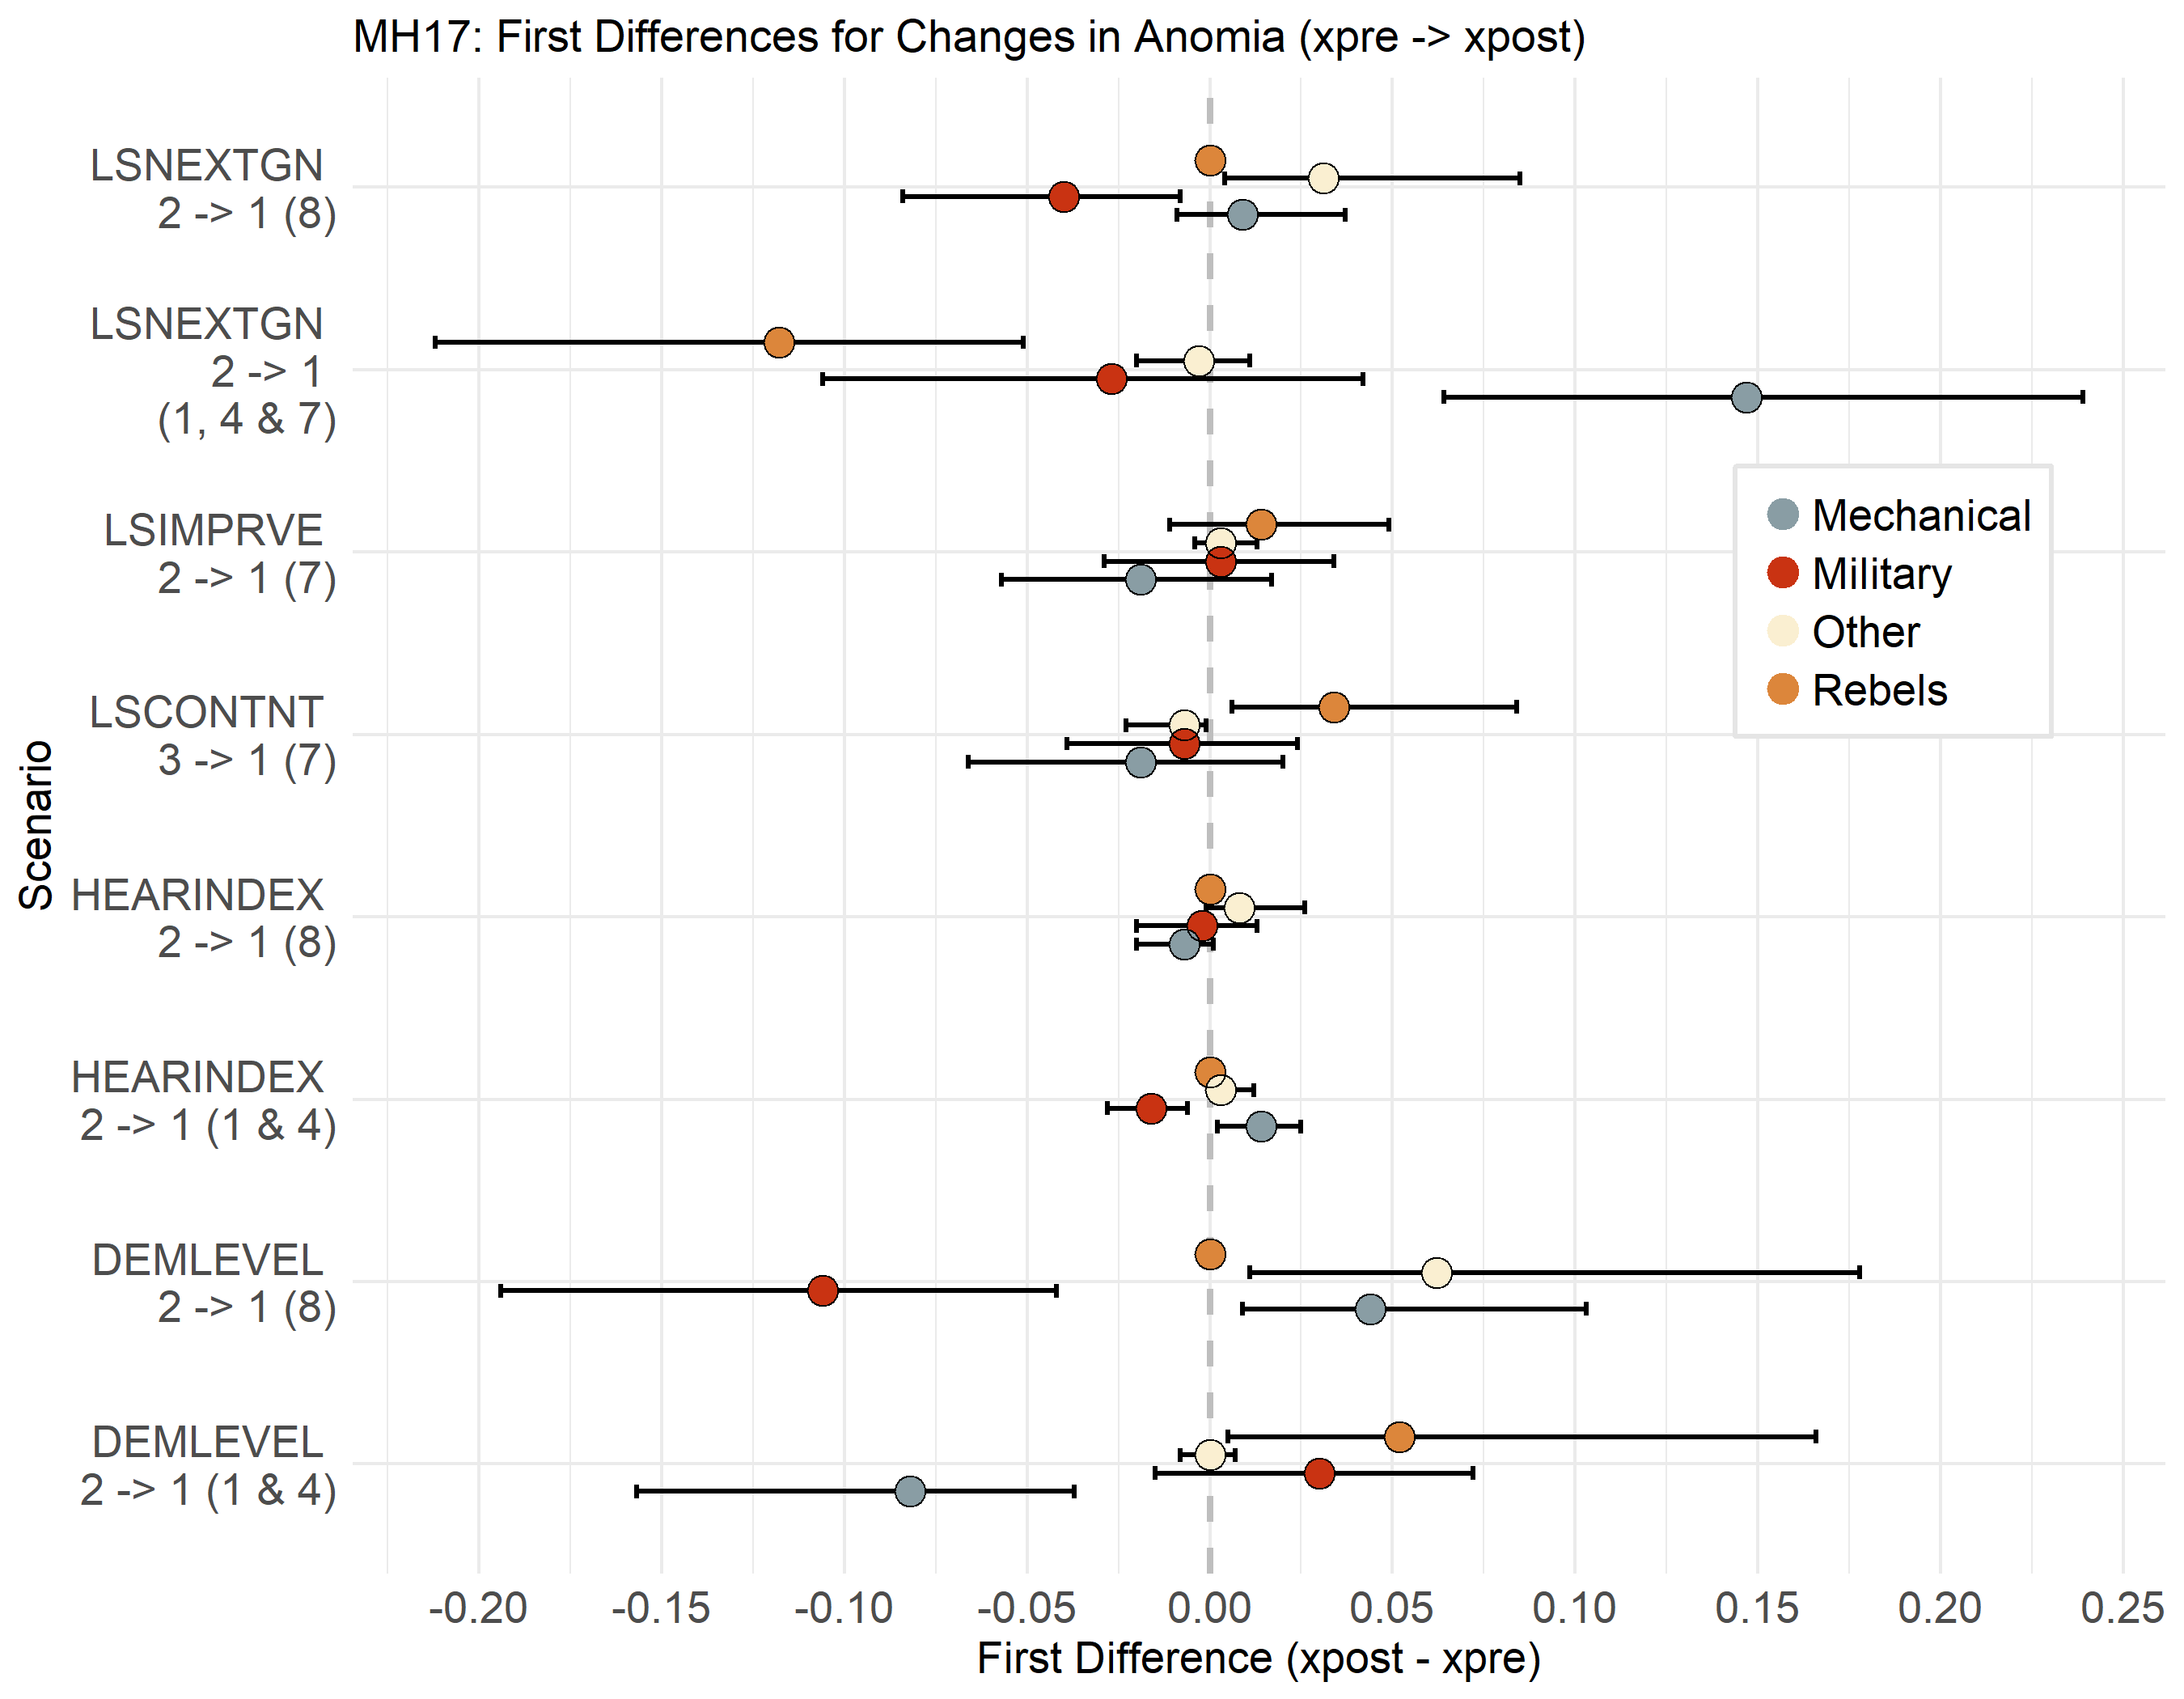 MH17: First Differences for Changes in Anomia (xpre -> xpost)
LSNEXTGN
2 -> 1 (8)
LSNEXTGN
2 -> 1
(1, 4 & 7)
LSIMPRVE
2 -> 1 (7)
LSCONTNT
3 -> 1 (7)
HEARINDEX
2 -> 1 (8)
HEARINDEX
2 -> 1 (1 & 4)
DEMLEVEL
2 -> 1 (8)
DEMLEVEL
2 -> 1 (1 & 4)
Scenario
Mechanical
Military
Other
Rebels
-0.20 -0.15 -0.10 -0.05 0.00 0.05 0.10 0.15 0.20 0.25
First Difference (xpost - xpre)